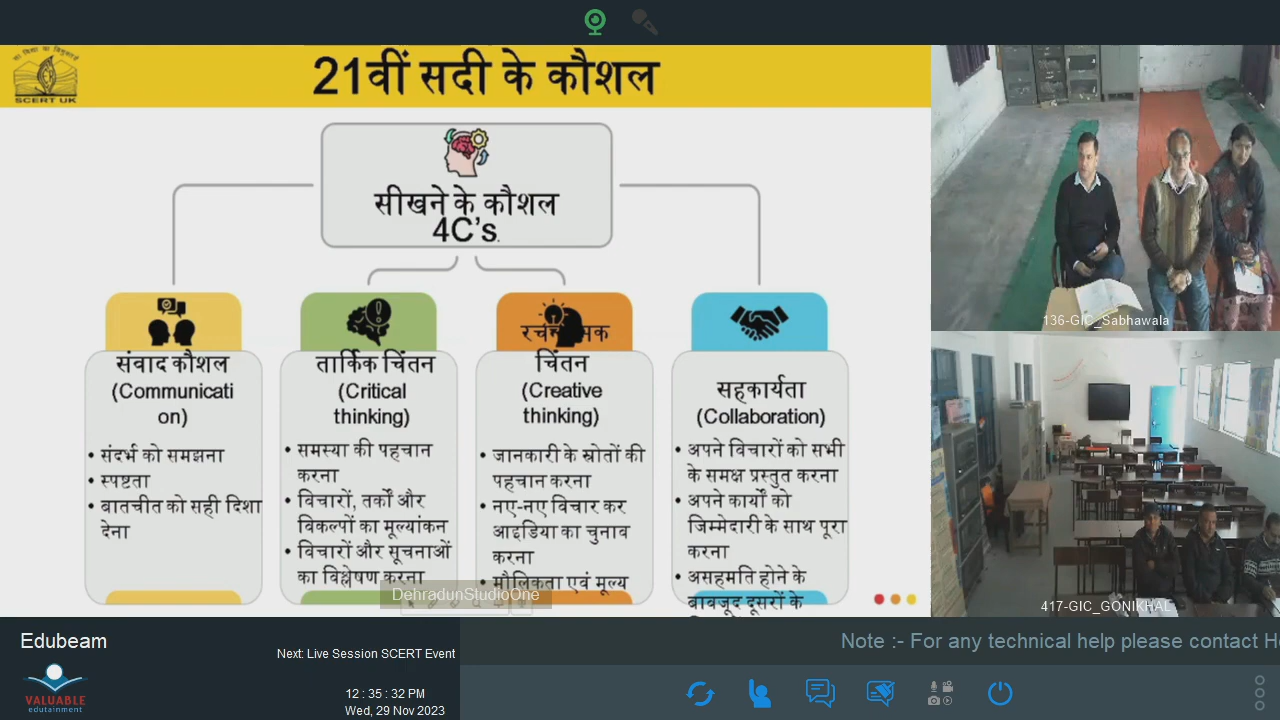 SCERT UK
21वीं सदी के कौशल
सीखने के कौशल
4C's.
संवाद कौशल
(Communicati
on)
• संदर्भ को समझना
• स्पष्टता
• बातचीत को सही दिशा
देना
तार्किक चिंतन
(Critical
thinking)
• समस्या की पहचान
करना
• विचारों, तर्कों और
विकल्पों का मूल्यांकन
• विचारों और सूचनाओं
का विश्लेषण करना
चिंतन
(Creative
thinking)
• जानकारी के स्रोतों की
पहचान करना
• नए-नए विचार कर
आइडिया का चुनाव
करना
• मौलिकता एवं मूल्य
सहकार्यता
(Collaboration)
• अपने विचारों को सभी
के समक्ष प्रस्तुत करना
• अपने कार्यों को
जिम्मेदारी के साथ पूरा
करना
• असहमति होने के
बावजूद दूसरों के
DehradunStudioOne
136-GIC_Sabhawala
417-GIC_GONIKHAL
Edubeam
VALUABLE
edutainment
Next: Live Session SCERT Event
12 : 35 : 32 PM
Wed, 29 Nov 2023
Note :- For any technical help please contact